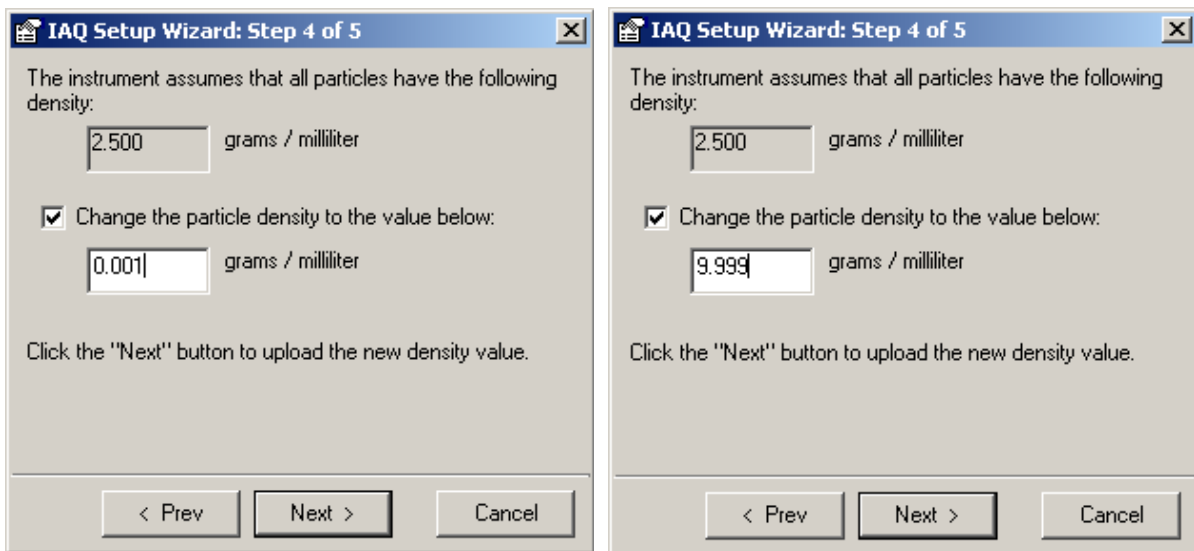 IAQ Setup Wizard: Step 4 of 5
The instrument assumes that all particles have the following
density:
2.500 grams / milliliter
Change the particle density to the value below:
0.001 grams / milliliter
Click the "Next" button to upload the new density value.
< Prev Next > Cancel
IAQ Setup Wizard: Step 4 of 5
The instrument assumes that all particles have the following
density:
2.500 grams / milliliter
Change the particle density to the value below:
9.999 grams / milliliter
Click the "Next" button to upload the new density value.
< Prev Next > Cancel